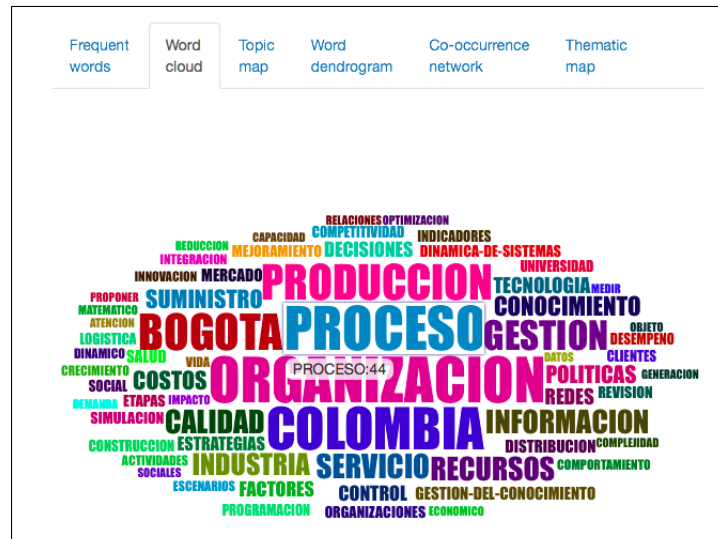 Frequent words
Word cloud
Topic map
Word dendrogram
Co-occurrence network
Thematic map
RELACIONES OPTIMIZACION
CAPACIDAD COMPETITIVIDAD INDICADORES
REDUCCION MEJORAMIENTO DECISIONES DINAMICA-DE-SISTEMAS
INTEGRACION UNIVERSIDAD
INNOVACION MERCADO PRODUCCION TECNOLOGIA MEDIR
PROPONER SUMINISTRO CONOCIMIENTO
MATEMATICO
ATENCION BOGOTA PROCESO GESTION OBJETO
LOGISTICA DESEMPENO
DINAMICO SALUD VIDA DATOS CLIENTES
PROCESO:44
CRECIMIENTO COSTOS ORGANIZACION POLITICAS GENERACION
SOCIAL REDES REVISION
DEMANDA ETAPAS IMPACTO
SIMULACION CALIDAD COLOMBIA INFORMACION
CONSTRUCCION ESTRATEGIAS DISTRIBUCION COMPLEJIDAD
ACTIVIDADES INDUSTRIA SERVICIO RECURSOS COMPORTAMIENTO
SOCIALES
ESCENARIOS FACTORES CONTROL GESTION-DEL-CONOCIMIENTO
PROGRAMACION ORGANIZACIONES ECONOMICO